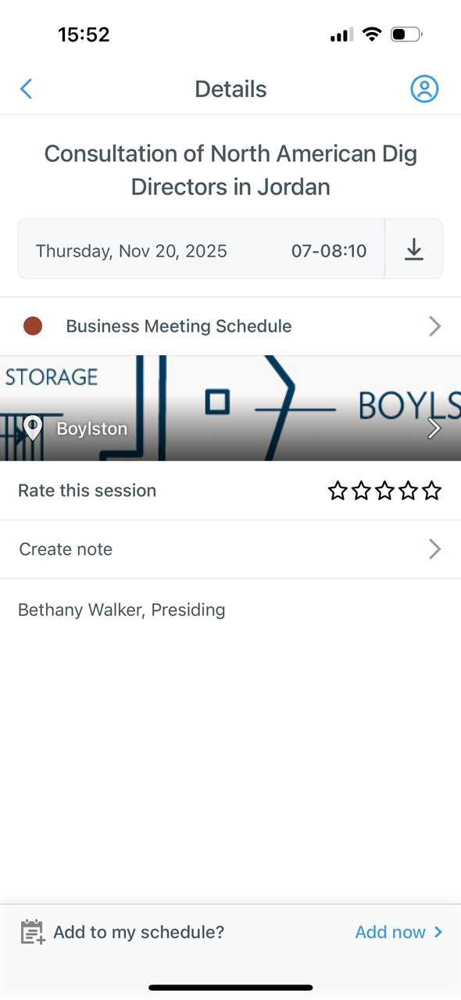 15:52
Details
Consultation of North American Dig
Directors in Jordan
Thursday, Nov 20, 2025 07-08:10
Business Meeting Schedule
STORAGE
BOYLS
Boylston
Rate this session
Create note
Bethany Walker, Presiding
Add to my schedule? Add now